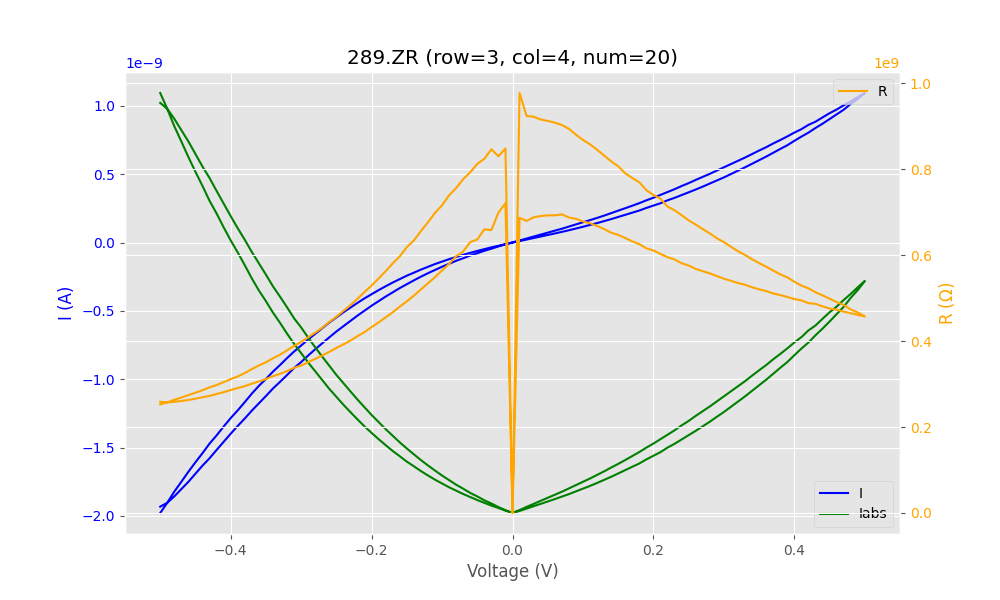 289.ZR (row=3, col=4, num=20)
1e−9
1e9
R
1.0
0.5
0.0
−0.5
−1.0
−1.5
−2.0
I (A)
1.0
0.8
0.6
0.4
0.2
0.0
R (Ω)
I
Iabs
−0.4
−0.2
0.0
0.2
0.4
Voltage (V)